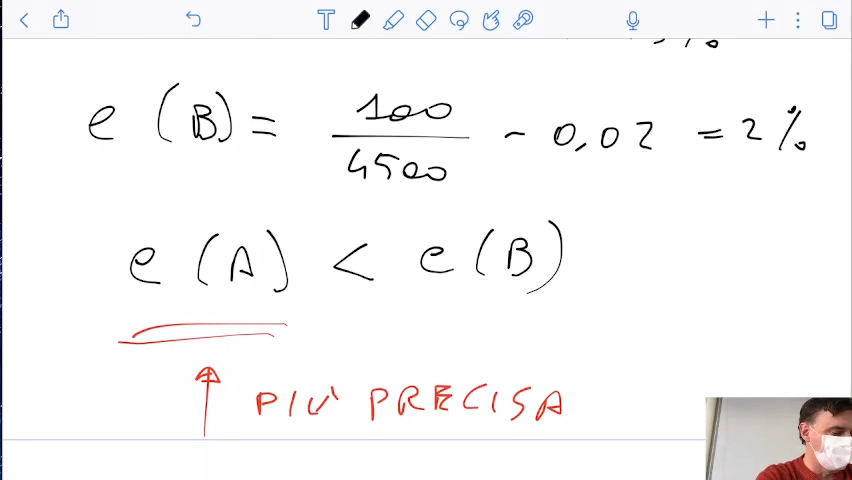 e (B) = 100/4500 ~ 0,02 = 2%
e (A) < e (B)
PIU' PRECISA